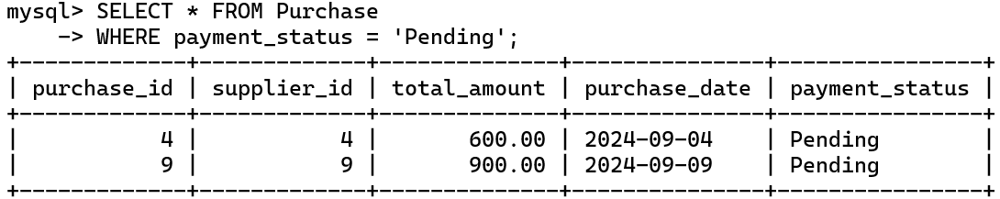 mysql> SELECT * FROM Purchase
    -> WHERE payment_status = 'Pending';
+-------------+-------------+--------------+---------------+----------------+
| purchase_id | supplier_id | total_amount | purchase_date | payment_status |
+-------------+-------------+--------------+---------------+----------------+
|           4 |           4 |       600.00 | 2024-09-04    | Pending        |
|           9 |           9 |       900.00 | 2024-09-09    | Pending        |
+-------------+-------------+--------------+---------------+----------------+